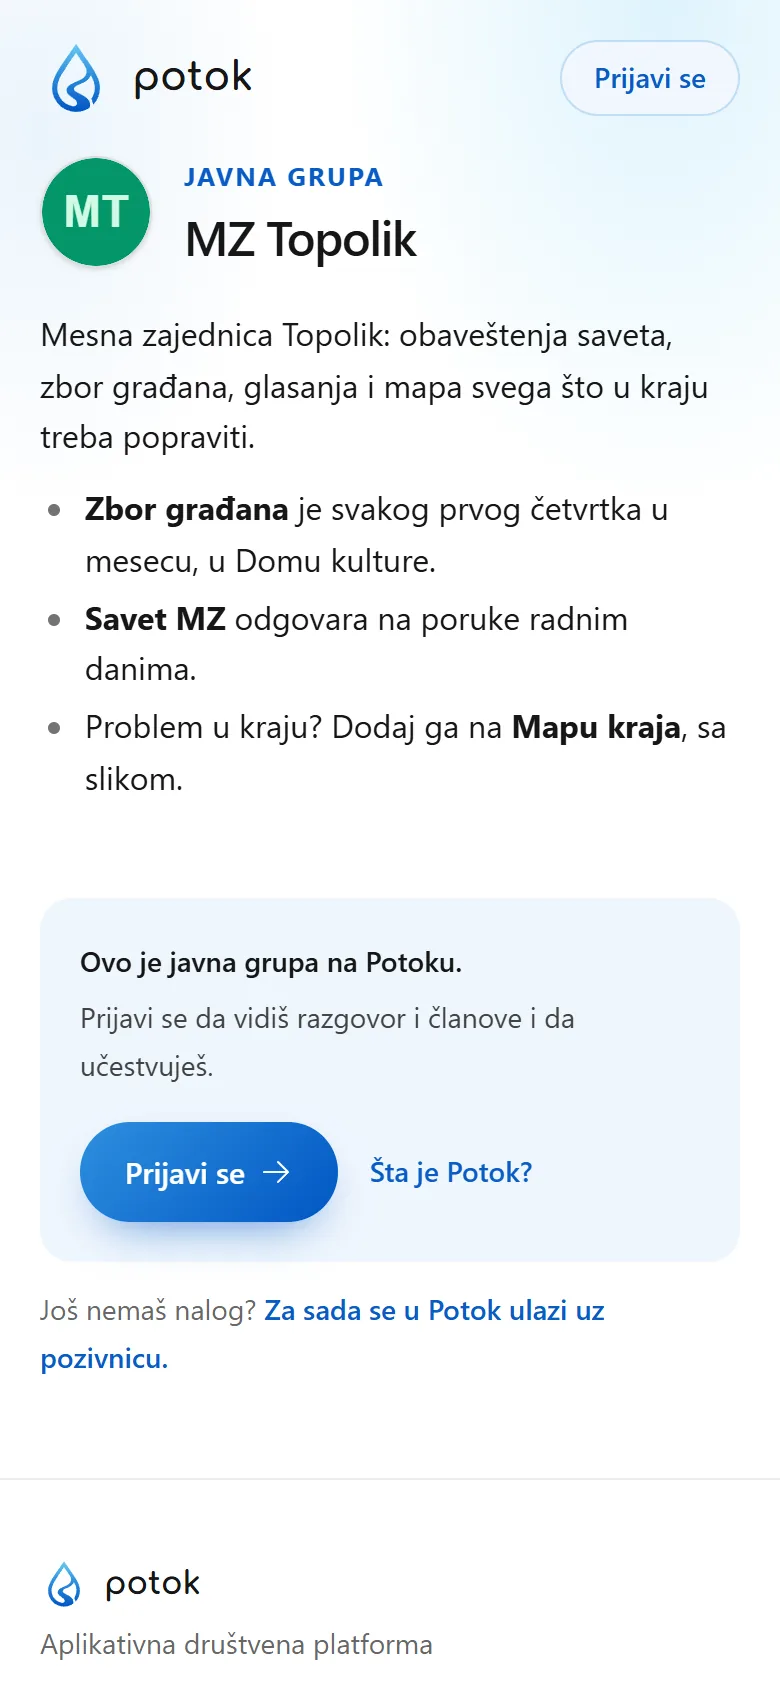 potok
Prijavi se
MT
JAVNA GRUPA
MZ Topolik
Mesna zajednica Topolik: obaveštenja saveta,
zbor građana, glasanja i mapa svega što u kraju
treba popraviti.
Zbor građana je svakog prvog četvrtka u
mesecu, u Domu kulture.
Savet MZ odgovara na poruke radnim
danima.
Problem u kraju? Dodaj ga na Mapu kraja, sa
slikom.
Ovo je javna grupa na Potoku.
Prijavi se da vidiš razgovor i članove i da
učestvuješ.
Prijavi se →
Šta je Potok?
Još nemaš nalog? Za sada se u Potok ulazi uz
pozivnicu.
potok
Aplikativna društvena platforma